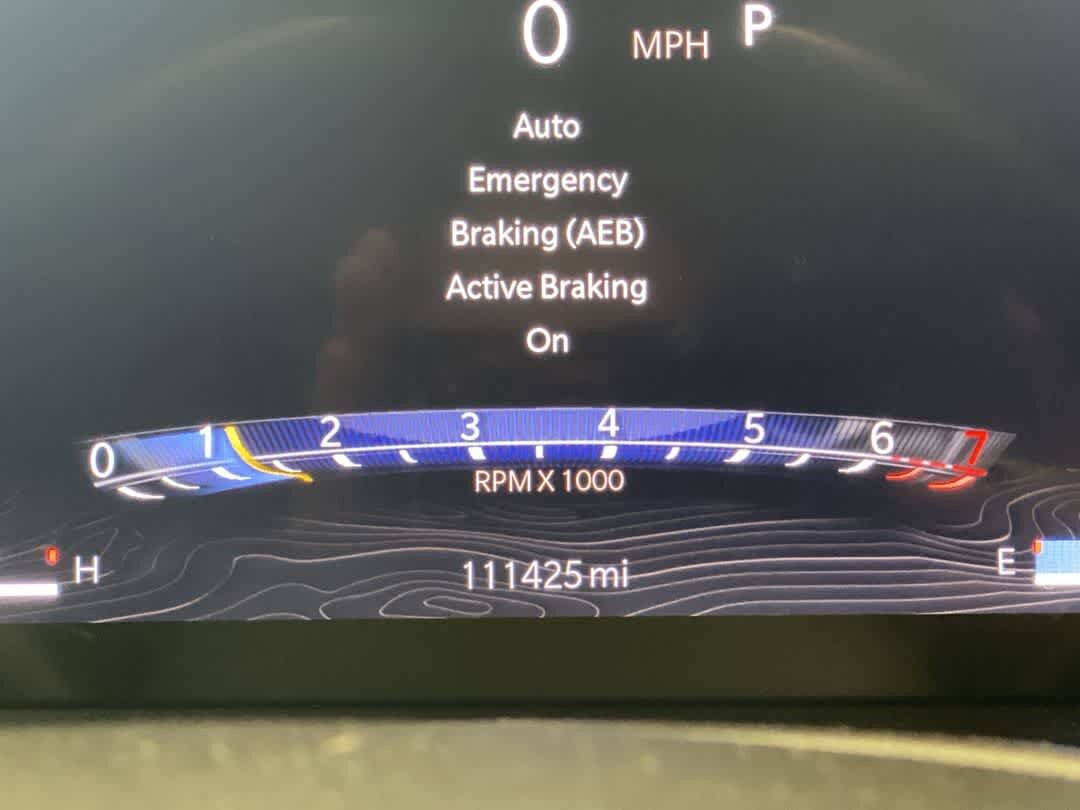 0 MPH P
Auto
Emergency
Braking (AEB)
Active Braking
On
0 1 2 3 4 5 6 7
RPM X 1000
H E
111425 mi